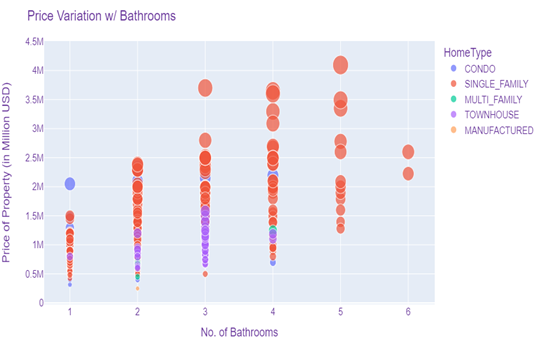 Price Variation w/ Bathrooms
4.5M
4M
3.5M
3M
2.5M
2M
1.5M
1M
0.5M
0
Price of Property (in Million USD)
1 2 3 4 5 6
No. of Bathrooms
HomeType
CONDO
SINGLE_FAMILY
MULTI_FAMILY
TOWNHOUSE
MANUFACTURED